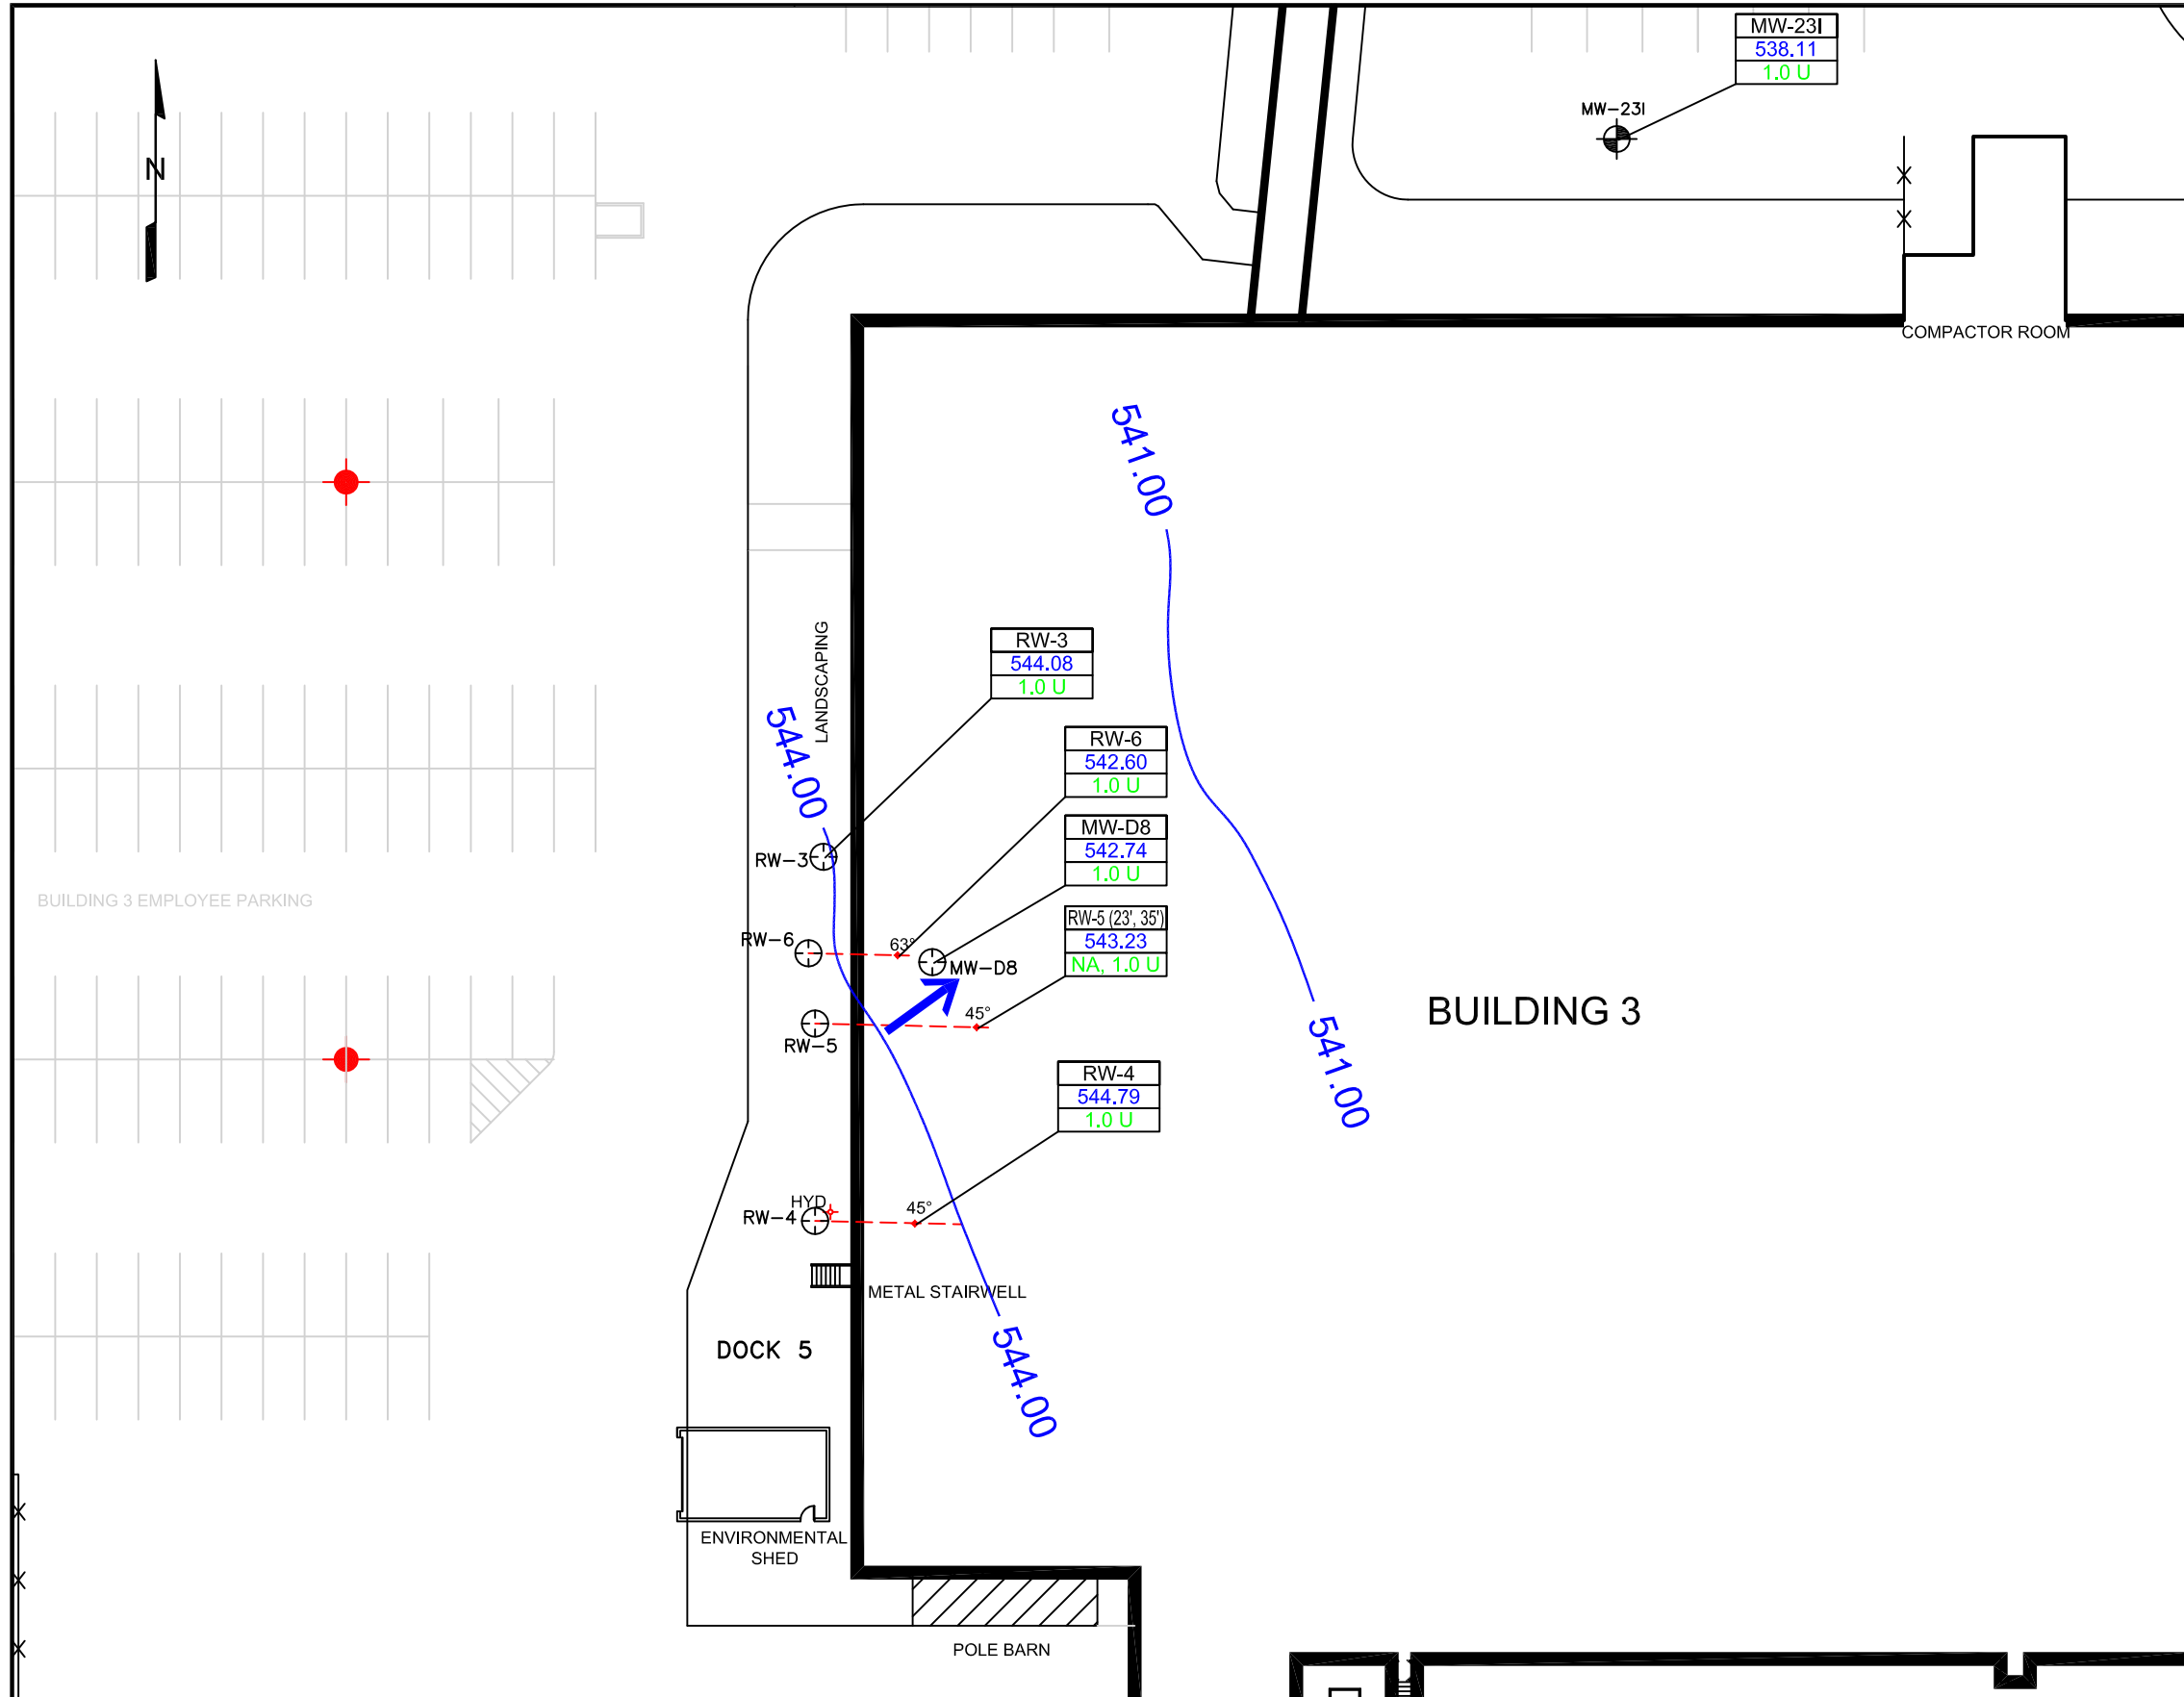 MW-23I
538.11
1.0 U
MW-23I
N
COMPACTOR ROOM
541.00
LANDSCAPING
RW-3
544.08
1.0 U
544.00
RW-6
542.60
1.0 U
MW-D8
542.74
1.0 U
RW-3
BUILDING 3 EMPLOYEE PARKING
RW-5 (23', 35')
543.23
NA, 1.0 U
RW-6
63°
MW-D8
45°
BUILDING 3
RW-5
541.00
RW-4
544.79
1.0 U
HYD
45°
RW-4
METAL STAIRWELL
DOCK 5
544.00
ENVIRONMENTAL
SHED
POLE BARN